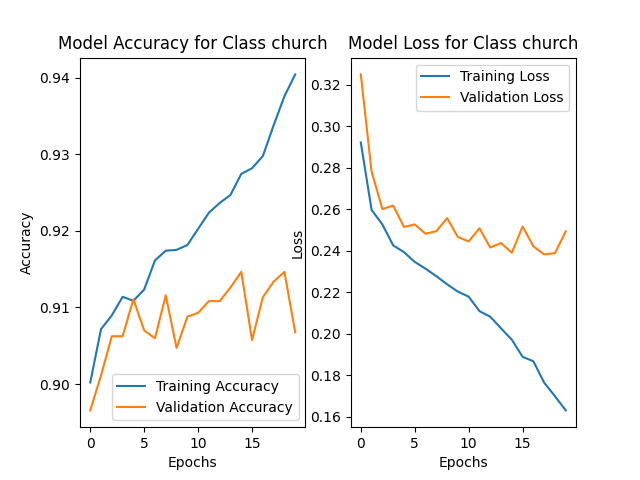 Model Accuracy for Class church
0.94
0.93
0.92
0.91
0.90
Accuracy
0
5
10
15
Epochs
Training Accuracy
Validation Accuracy
Model Loss for Class church
0.32
0.30
0.28
0.26
0.24
0.22
0.20
0.18
0.16
Loss
0
5
10
15
Epochs
Training Loss
Validation Loss